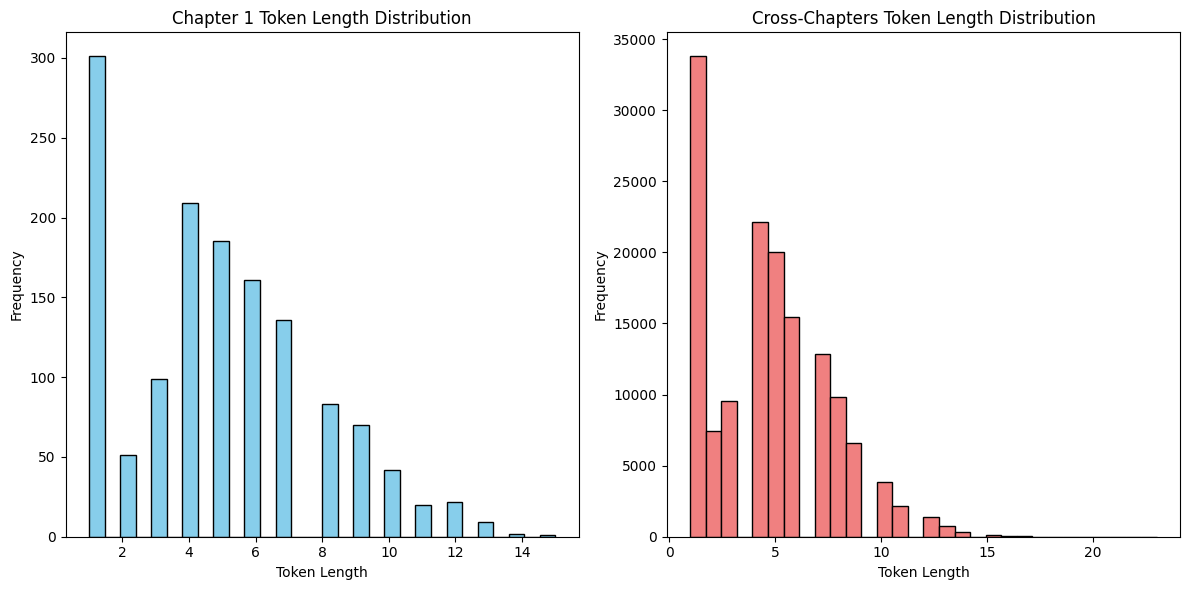 Chapter 1 Token Length Distribution
300
250
200
150
100
50
0
Frequency
2 4 6 8 10 12 14
Token Length
Cross-Chapters Token Length Distribution
35000
30000
25000
20000
15000
10000
5000
0
Frequency
0 5 10 15 20
Token Length